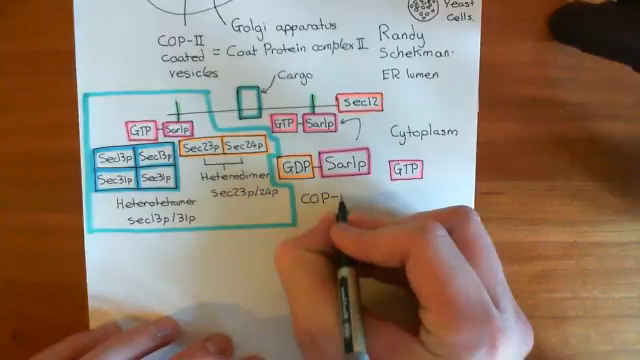 Golgi apparatus
Yeast
Cells.
COP-II = Coat Protein complex II
coated
vesicles
Randy
Schekman.
Cargo
ER lumen
Sec12
GTP Sar1p
GTP Sar1p
Cytoplasm
Sec23p Sec24p
Sec13p Sec13p
Sec31p Sec31p
GDP Sar1p
GTP
Heterodimer
sec23p/24p
Heterotetramer
sec13p/31p
COP-